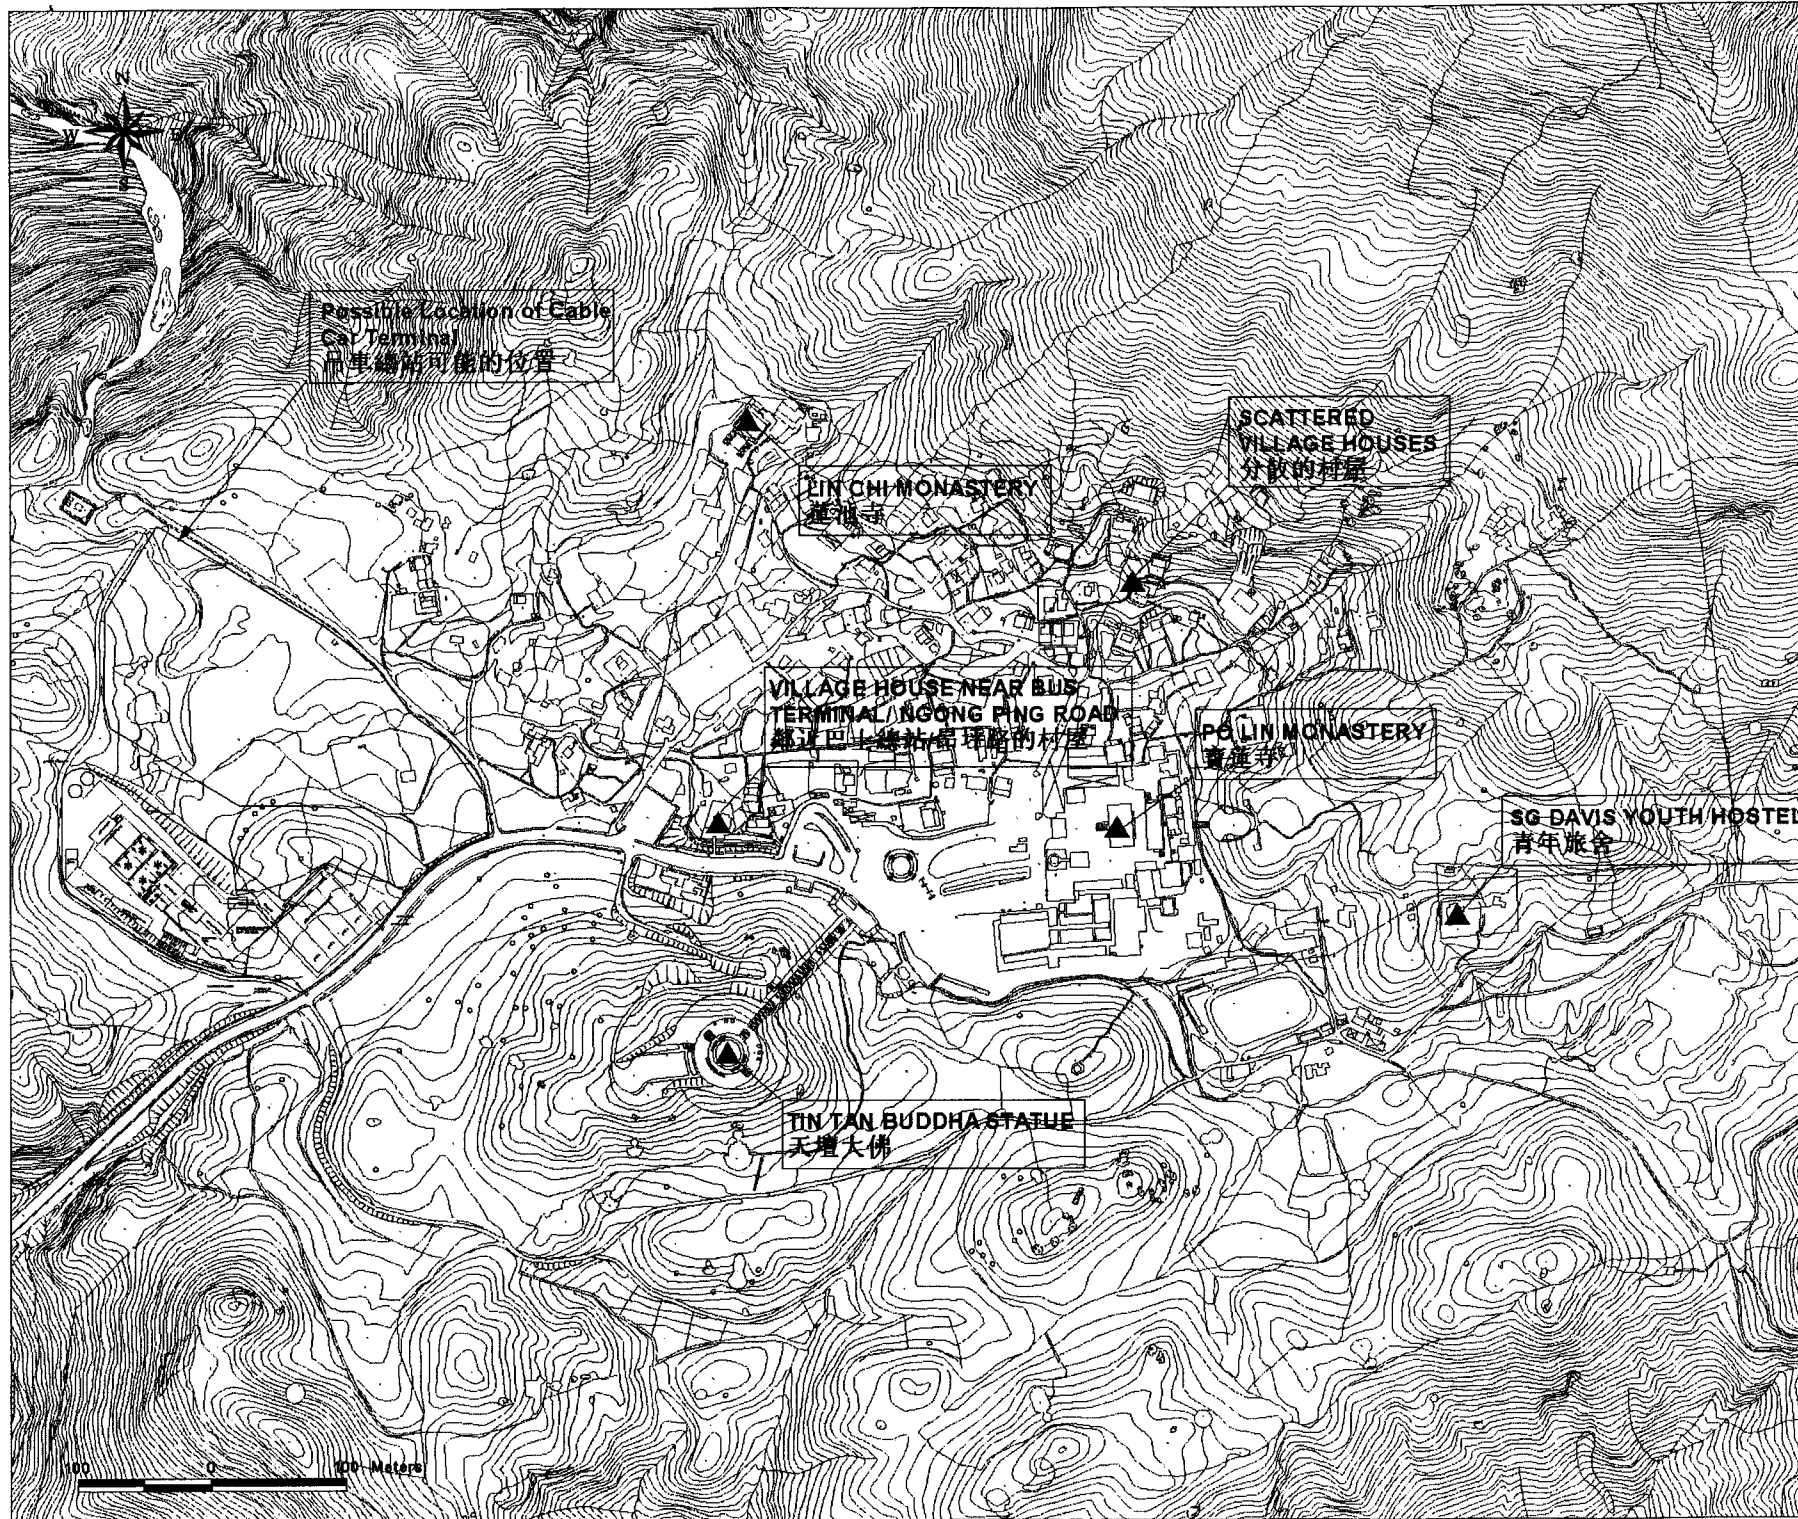 N
W E
S
Possible Location of Cable
Car Terminal
吊車總站可能的位置
SCATTERED
VILLAGE HOUSES
分散的村屋
LIN CHI MONASTERY
蓮池寺
VILLAGE HOUSE NEAR BUS
TERMINAL/ NGONG PING ROAD
鄰近巴士總站/昂坪路的村屋
PO LIN MONASTERY
寶蓮寺
SG DAVIS YOUTH HOSTEL
青年旅舍
TIN TAN BUDDHA STATUE
天壇大佛
100 0 100 Meters